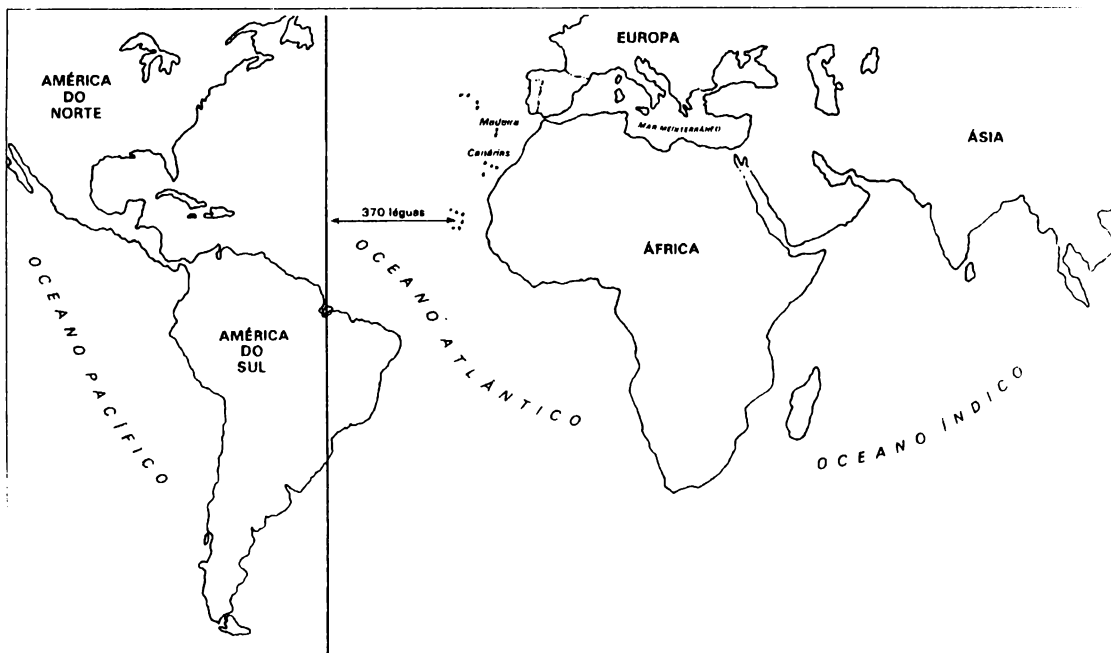 EUROPA
AMÉRICA
DO
NORTE
Madeira
MAR MEDITERRÂNEO
Canárias
ÁSIA
370 léguas
ÁFRICA
OCEANO PACÍFICO
OCEANO ATLÂNTICO
AMÉRICA
DO
SUL
OCEANO ÍNDICO